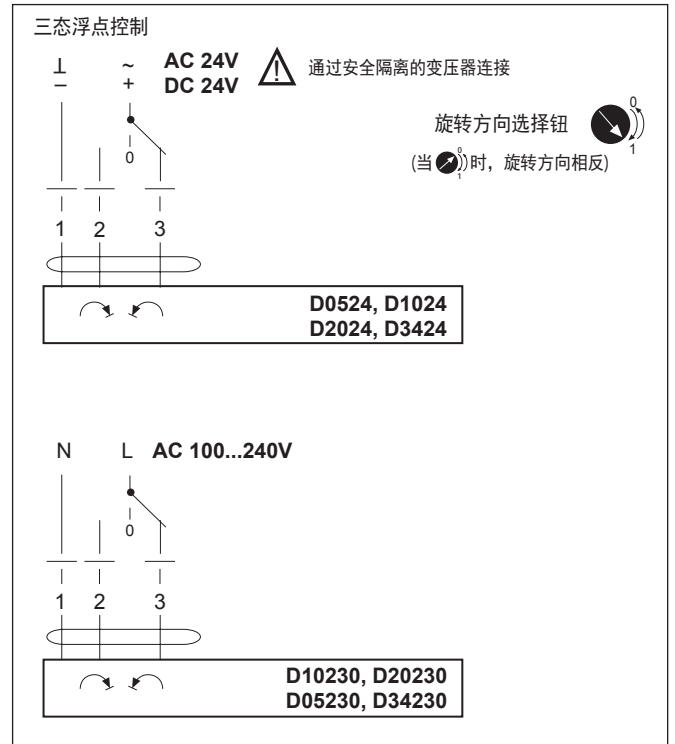 三态浮点控制
⊥ ~ AC 24V
− + DC 24V
通过安全隔离的变压器连接
旋转方向选择钮
0
1
(当 0 1 时，旋转方向相反)
0
1 2 3
D0524, D1024
D2024, D3424
N L AC 100...240V
0
1 2 3
D10230, D20230
D05230, D34230